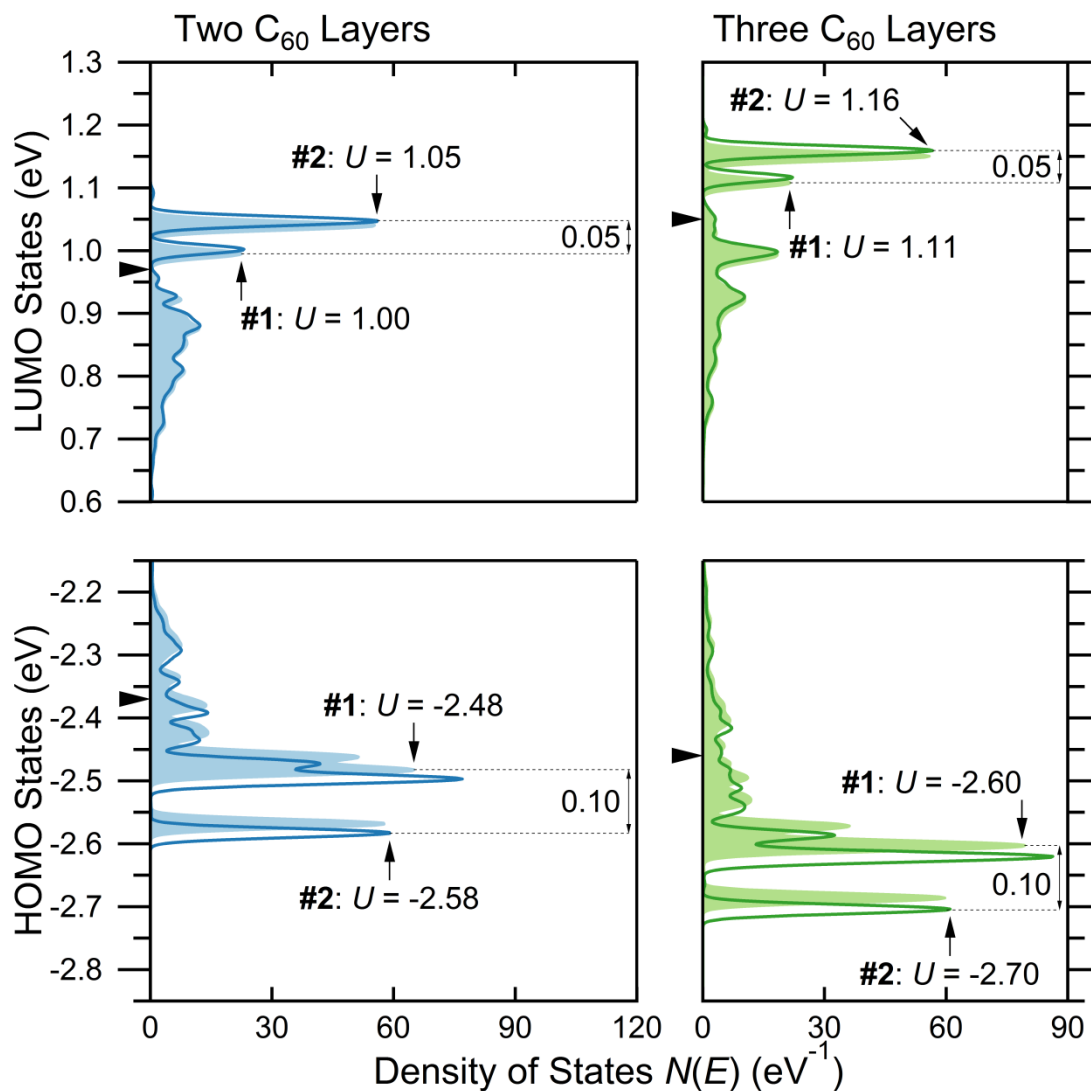 Two C₆₀ Layers
Three C₆₀ Layers
LUMO States (eV)
1.3
1.2
1.1
1.0
0.9
0.8
0.7
0.6
#2: U = 1.05
0.05
#1: U = 1.00
#2: U = 1.16
0.05
#1: U = 1.11
HOMO States (eV)
-2.2
-2.3
-2.4
-2.5
-2.6
-2.7
-2.8
#1: U = -2.48
0.10
#2: U = -2.58
#1: U = -2.60
0.10
#2: U = -2.70
0 30 60 90 120
0 30 60 90
Density of States N(E) (eV⁻¹)